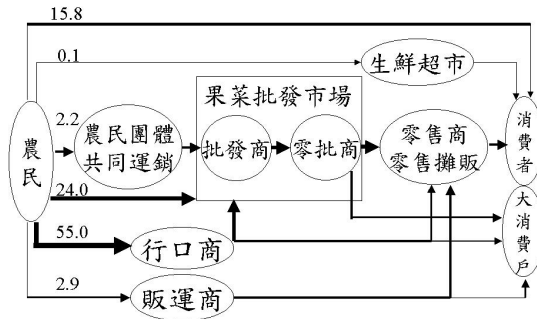 15.8
0.1
生鮮超市
果菜批發市場
2.2
農民團體
共同運銷
批發商
零批商
零售商
零售攤販
消費者
農民
24.0
大消費戶
55.0
行口商
2.9
販運商